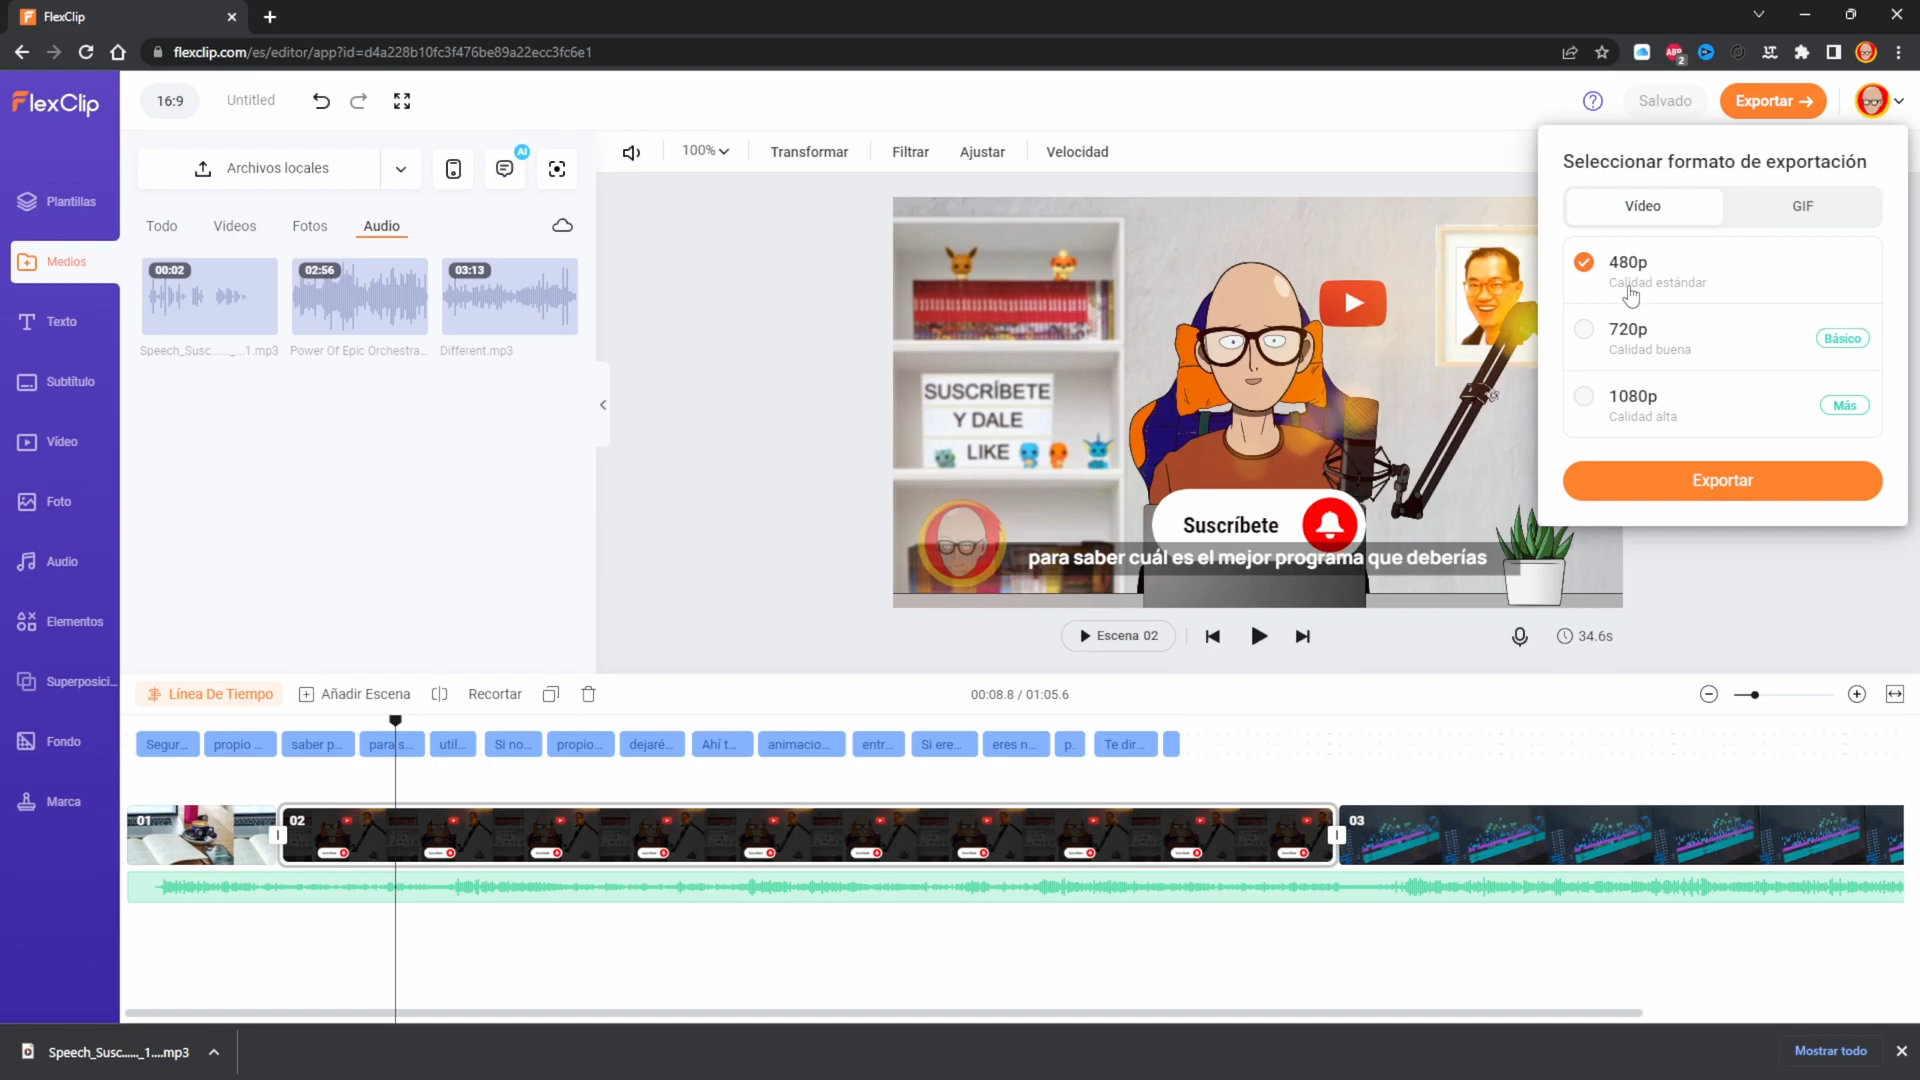 FlexClip
flexclip.com/es/editor/app?id=d4a228b10fc3f476be89a22ecc3fc6e1
ABP
2
FlexClip
16:9
Untitled
Salvado
Exportar
Plantillas
Medios
Texto
Subtítulo
Vídeo
Foto
Audio
Elementos
Superposici...
Fondo
Marca
Archivos locales
AI
Todo
Videos
Fotos
Audio
00:02
02:56
03:13
Speech_Susc......_...1.mp3
Power Of Epic Orchestra...
Different.mp3
100%
Transformar
Filtrar
Ajustar
Velocidad
SUSCRÍBETE
Y DALE
LIKE
Suscríbete
para saber cuál es el mejor programa que deberías
Escena 02
34.6s
Seleccionar formato de exportación
Vídeo
GIF
480p
Calidad estándar
720p
Calidad buena
Básico
1080p
Calidad alta
Más
Exportar
Línea De Tiempo
Añadir Escena
Recortar
00:08.8 / 01:05.6
Segur...
propio ...
saber p...
para s...
util...
Si no...
propio...
dejaré...
Ahí t...
animacio...
entr...
Si ere...
eres n...
p.
Te dir...
01
02
03
Speech_Susc......_1....mp3
Mostrar todo